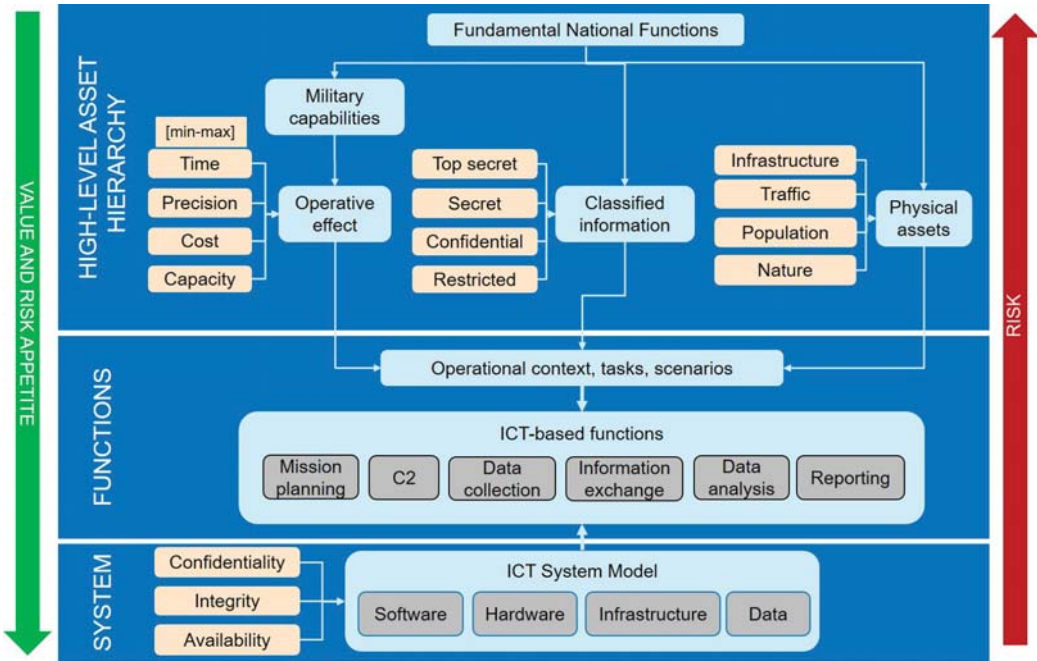 VALUE AND RISK APPETITE
HIGH-LEVEL ASSET
HIERARCHY
Fundamental National Functions
Military
capabilities
[min-max]
Time
Precision
Cost
Capacity
Operative
effect
Top secret
Secret
Confidential
Restricted
Classified
information
Infrastructure
Traffic
Population
Nature
Physical
assets
FUNCTIONS
Operational context, tasks, scenarios
ICT-based functions
Mission
planning
C2
Data
collection
Information
exchange
Data
analysis
Reporting
SYSTEM
Confidentiality
Integrity
Availability
ICT System Model
Software
Hardware
Infrastructure
Data
RISK